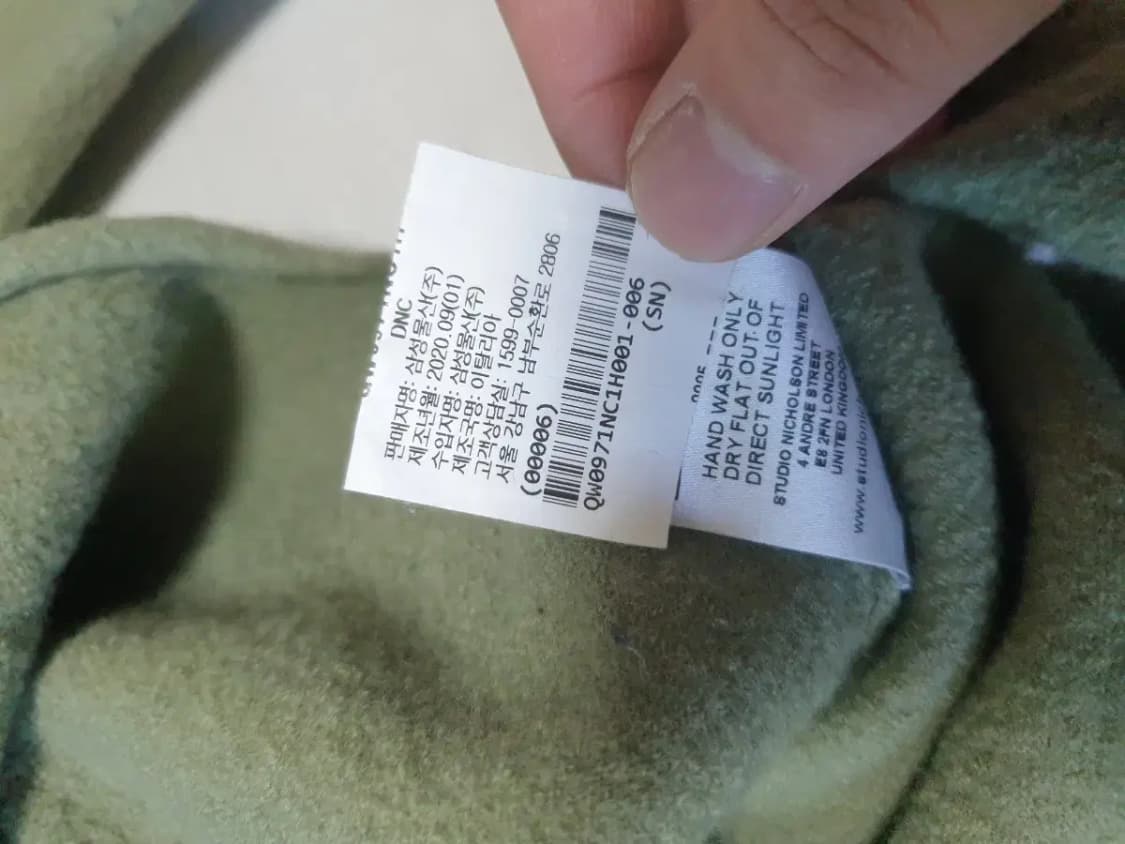 DNC
판매자명: 삼성물산(주)
제조년월: 2020.09(01)
수입자명: 삼성물산(주)
제조국명: 이탈리아
고객상담실: 1599-0007
서울 강남구 남부순환로 2806
(00006)
QW0971NC1H001-006
(SN)
HAND WASH ONLY
DRY FLAT OUT OF
DIRECT SUNLIGHT
STUDIO NICHOLSON LIMITED
4 ANDRE STREET
E8 2FN LONDON
UNITED